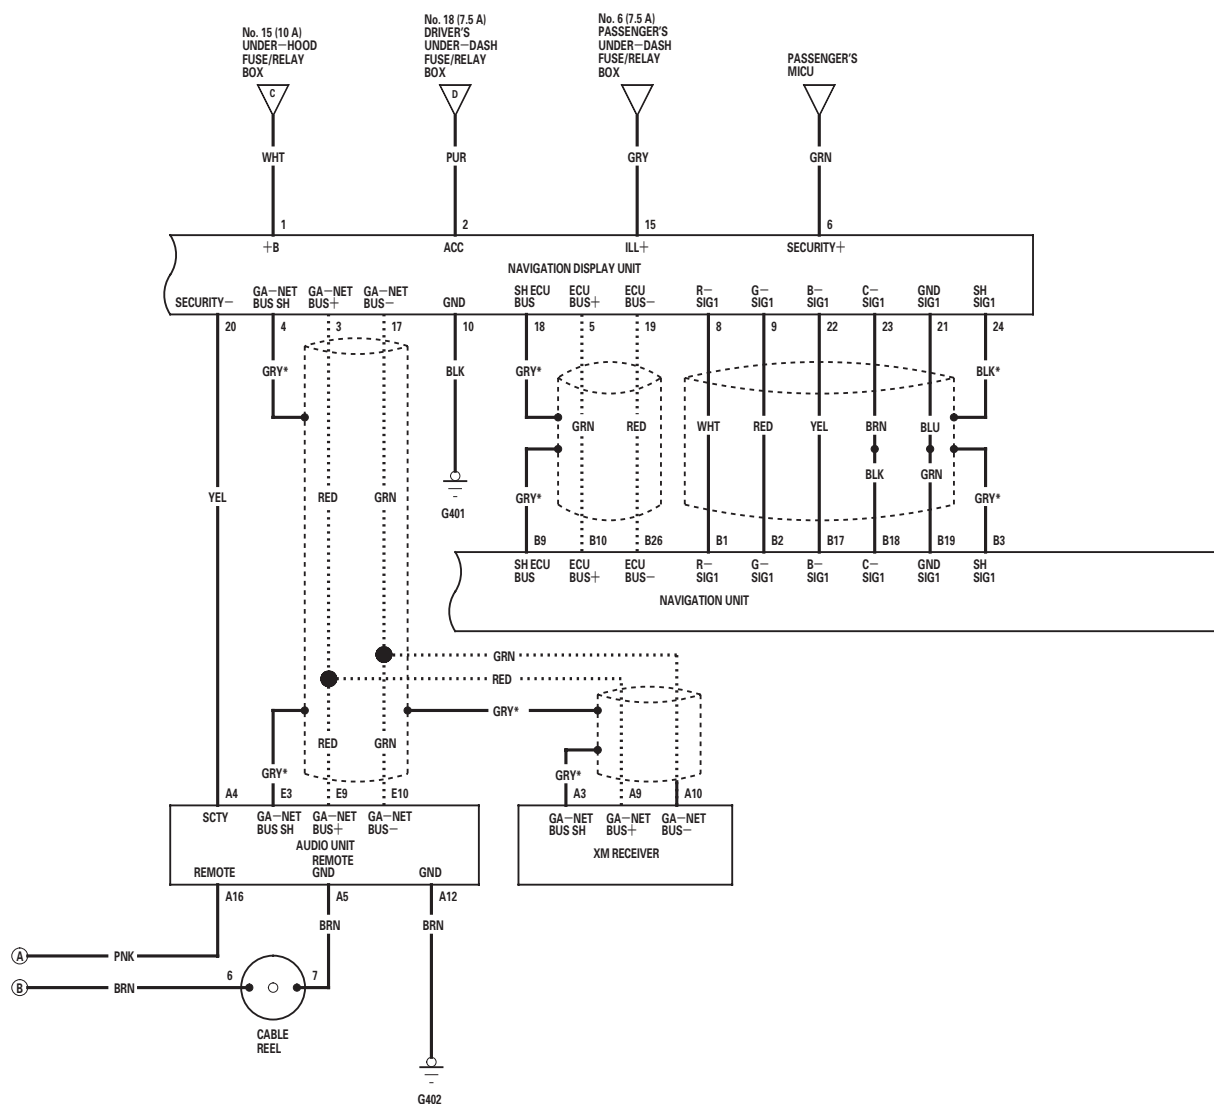 No. 15 (10 A)
UNDER-HOOD
FUSE/RELAY
BOX
No. 18 (7.5 A)
DRIVER'S
UNDER-DASH
FUSE/RELAY
BOX
No. 6 (7.5 A)
PASSENGER'S
UNDER-DASH
FUSE/RELAY
BOX
PASSENGER'S
MICU
C
D
WHT
PUR
GRY
GRN
1
2
15
6
+B
ACC
ILL+
SECURITY+
NAVIGATION DISPLAY UNIT
SECURITY-
GA-NET
BUS SH
GA-NET
BUS+
GA-NET
BUS-
GND
SH ECU
BUS
ECU
BUS+
ECU
BUS-
R-
SIG1
G-
SIG1
B-
SIG1
C-
SIG1
GND
SIG1
SH
SIG1
20
4
3
17
10
18
5
19
8
9
22
23
21
24
GRY*
BLK
GRY*
BLK*
GRN
RED
WHT
RED
YEL
BRN
BLU
BLK
GRN
YEL
RED
GRN
GRY*
GRY*
G401
B9
B10
B26
B1
B2
B17
B18
B19
B3
SH ECU
BUS
ECU
BUS+
ECU
BUS-
R-
SIG1
G-
SIG1
B-
SIG1
C-
SIG1
GND
SIG1
SH
SIG1
NAVIGATION UNIT
GRN
RED
GRY*
RED
GRN
GRY*
GRY*
A4
E3
E9
E10
A3
A9
A10
SCTY
GA-NET
BUS SH
GA-NET
BUS+
GA-NET
BUS-
AUDIO UNIT
GA-NET
BUS SH
GA-NET
BUS+
GA-NET
BUS-
XM RECEIVER
REMOTE
REMOTE
GND
GND
A16
A5
A12
BRN
BRN
A
PNK
B
BRN
6
7
CABLE
REEL
G402